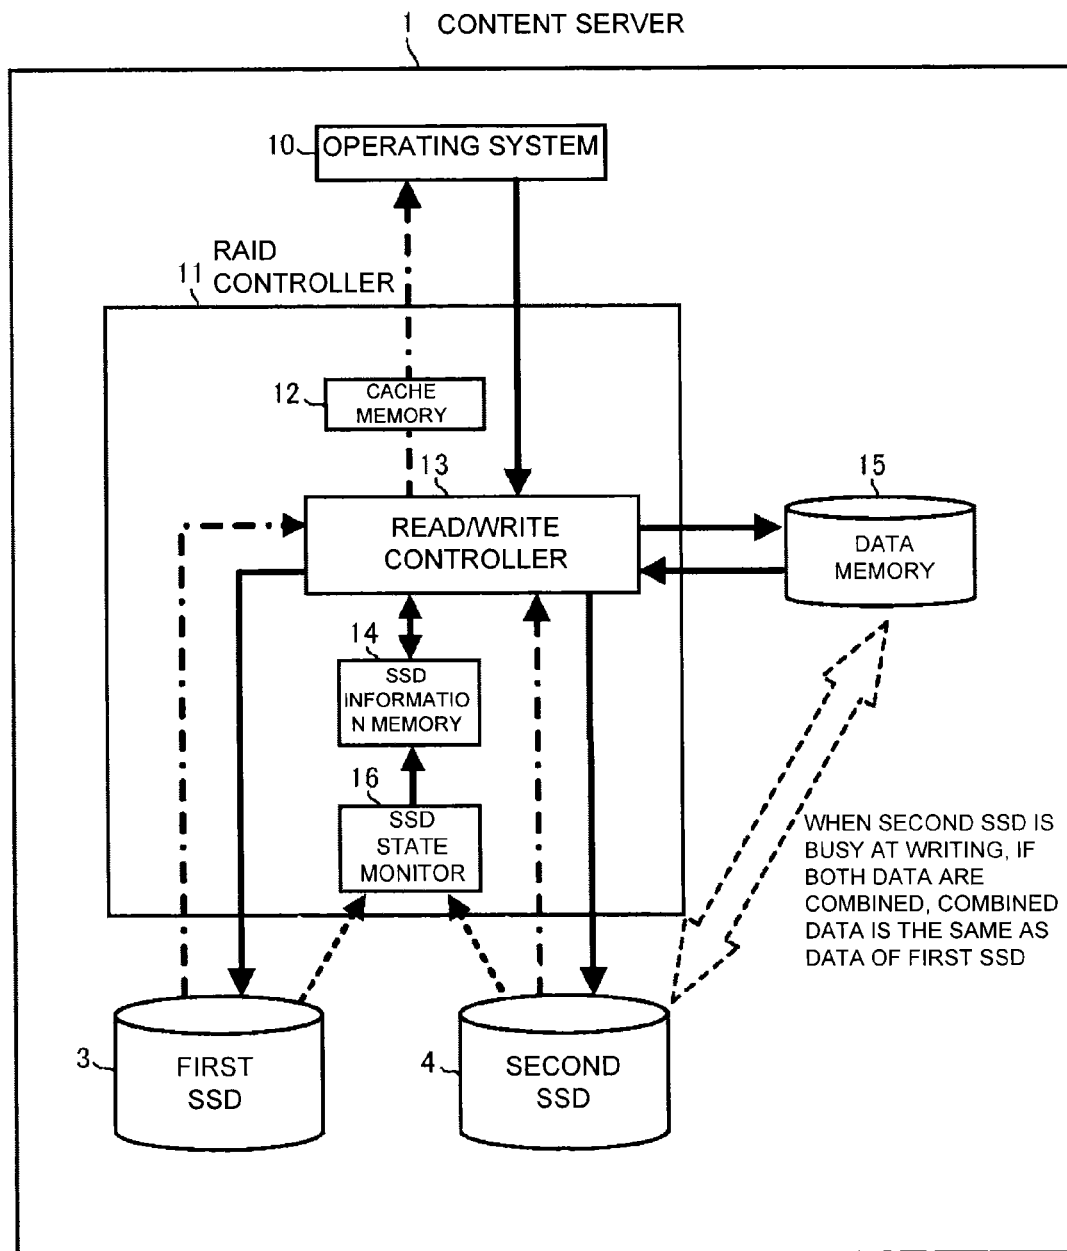 1 CONTENT SERVER
10 OPERATING SYSTEM
RAID
11 CONTROLLER
12 CACHE
MEMORY
13
READ/WRITE
CONTROLLER
15
DATA
MEMORY
14
SSD
INFORMATIO
N MEMORY
16
SSD
STATE
MONITOR
WHEN SECOND SSD IS
BUSY AT WRITING, IF
BOTH DATA ARE
COMBINED, COMBINED
DATA IS THE SAME AS
DATA OF FIRST SSD
3 FIRST
SSD
4 SECOND
SSD